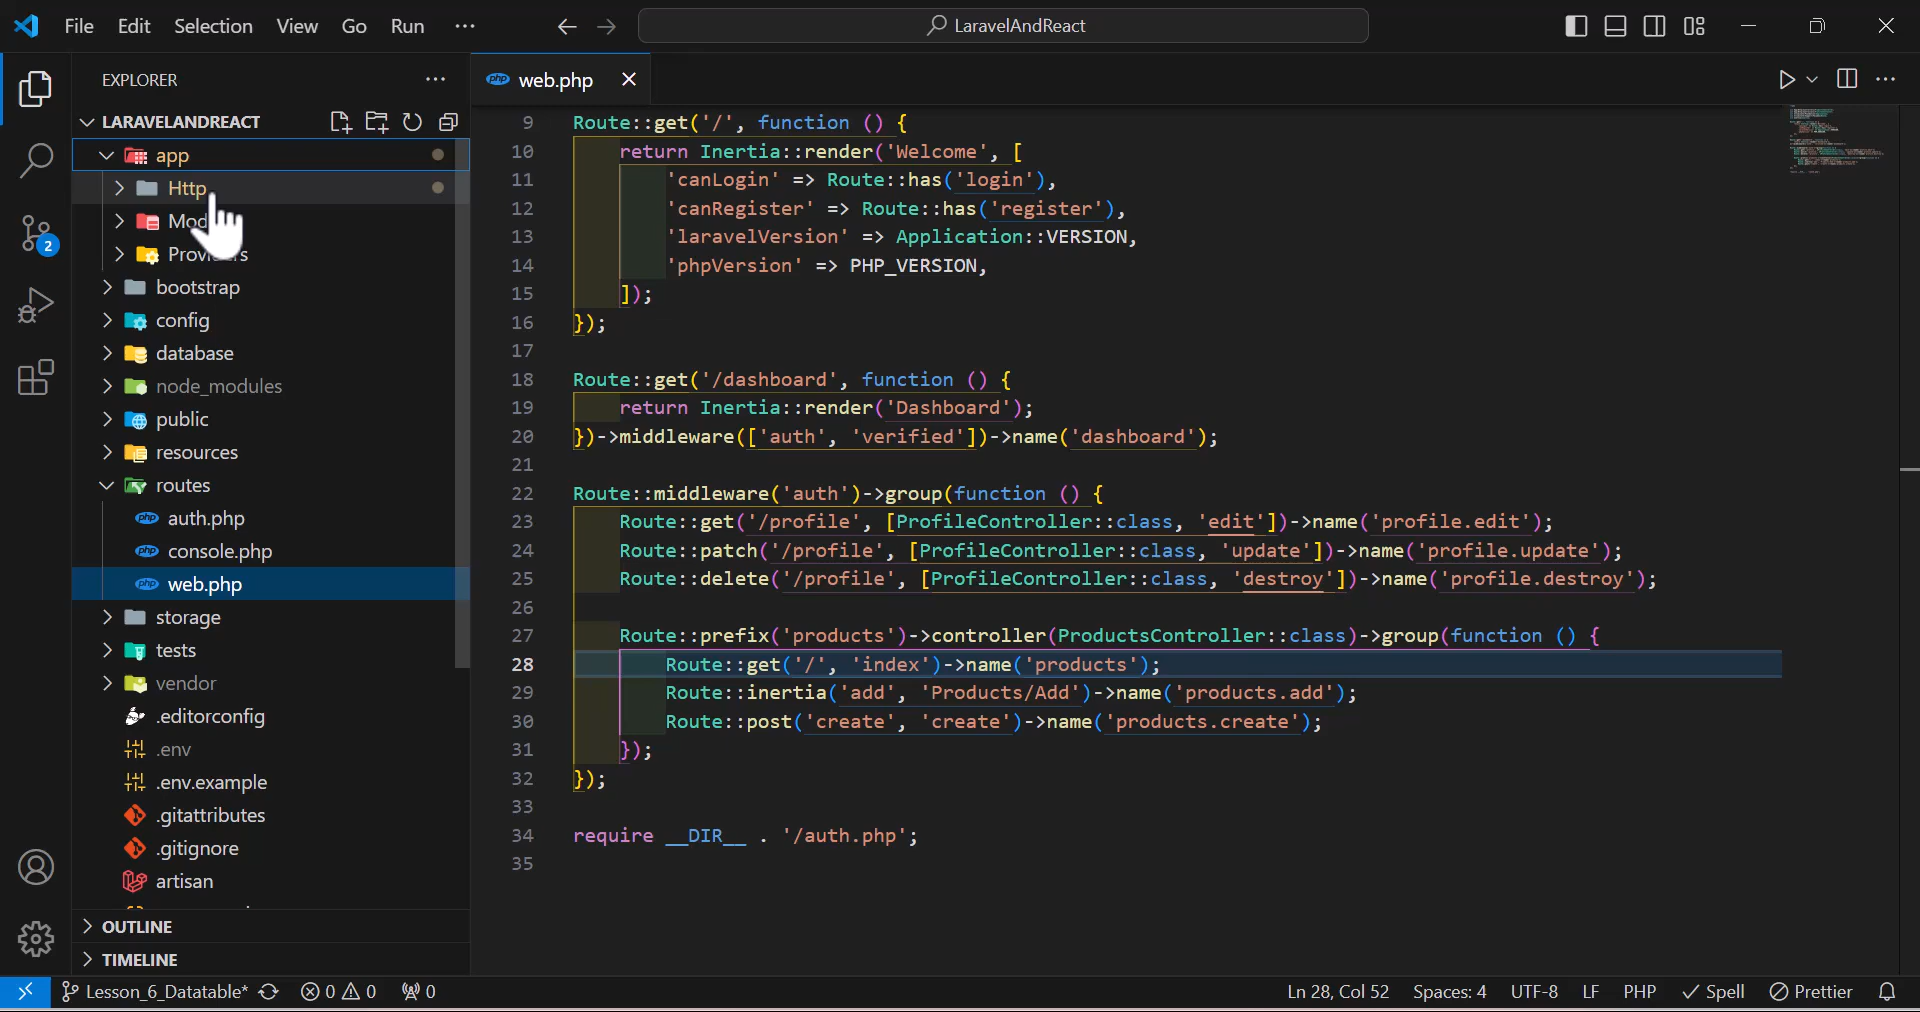 File Edit Selection View Go Run ···
LaravelAndReact
EXPLORER ···
web.php
LARAVELANDREACT
app
Http
Providers
bootstrap
config
database
node_modules
public
resources
routes
auth.php
console.php
web.php
storage
tests
vendor
.editorconfig
.env
.env.example
.gitattributes
.gitignore
artisan
OUTLINE
TIMELINE
2
9 Route::get('/', function () {
10 return Inertia::render('Welcome', [
11 'canLogin' => Route::has('login'),
12 'canRegister' => Route::has('register'),
13 'laravelVersion' => Application::VERSION,
14 'phpVersion' => PHP_VERSION,
15 ]);
16 });
17
18 Route::get('/dashboard', function () {
19 return Inertia::render('Dashboard');
20 })->middleware(['auth', 'verified'])->name('dashboard');
21
22 Route::middleware('auth')->group(function () {
23 Route::get('/profile', [ProfileController::class, 'edit'])->name('profile.edit');
24 Route::patch('/profile', [ProfileController::class, 'update'])->name('profile.update');
25 Route::delete('/profile', [ProfileController::class, 'destroy'])->name('profile.destroy');
26
27 Route::prefix('products')->controller(ProductsController::class)->group(function () {
28 Route::get('/', 'index')->name('products');
29 Route::inertia('add', 'Products/Add')->name('products.add');
30 Route::post('create', 'create')->name('products.create');
31 });
32 });
33
34 require __DIR__ . '/auth.php';
35
Lesson_6_Datatable* 0 0 0 Ln 28, Col 52 Spaces: 4 UTF-8 LF PHP Spell Prettier